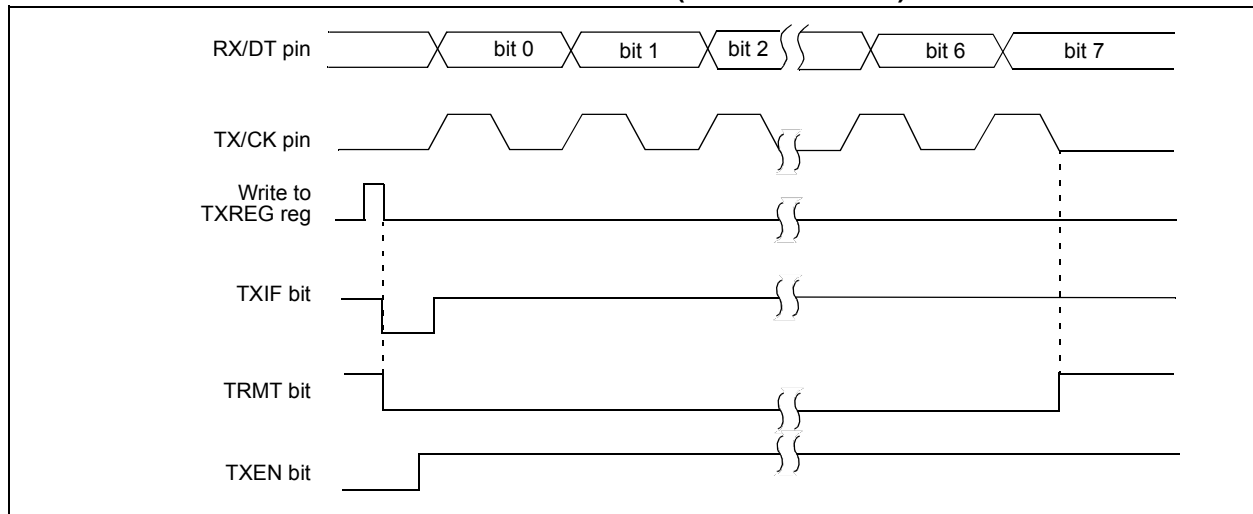 RX/DT pin
bit 0 bit 1 bit 2 bit 6 bit 7
TX/CK pin
Write to
TXREG reg
TXIF bit
TRMT bit
TXEN bit